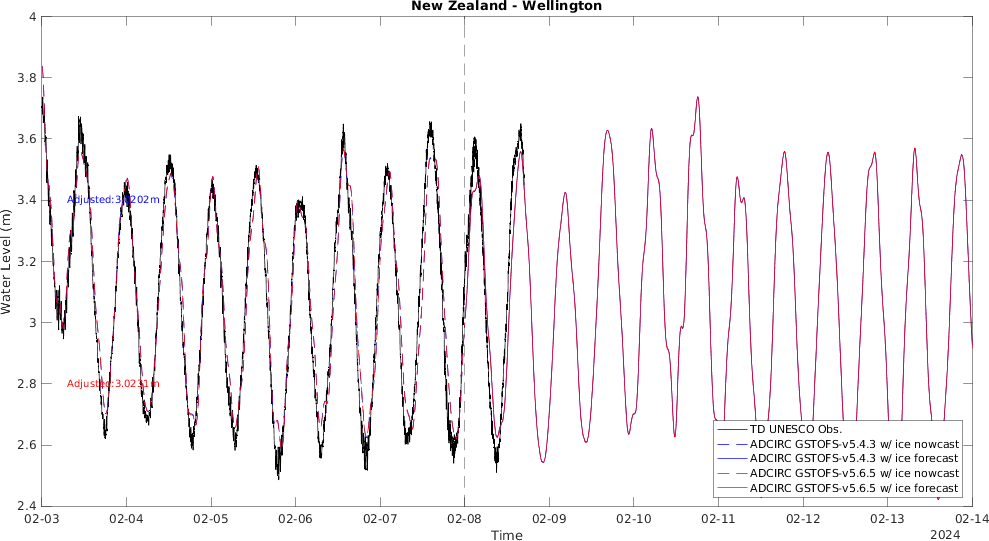 New Zealand - Wellington
4
3.8
3.6
3.4
3.2
3
2.8
2.6
2.4
Water Level (m)
Adjusted:3.0202m
Adjusted:3.0231m
TD UNESCO Obs.
ADCIRC GSTOFS-v5.4.3 w/ ice nowcast
ADCIRC GSTOFS-v5.4.3 w/ ice forecast
ADCIRC GSTOFS-v5.6.5 w/ ice nowcast
ADCIRC GSTOFS-v5.6.5 w/ ice forecast
02-03 02-04 02-05 02-06 02-07 02-08 02-09 02-10 02-11 02-12 02-13 02-14
Time
2024